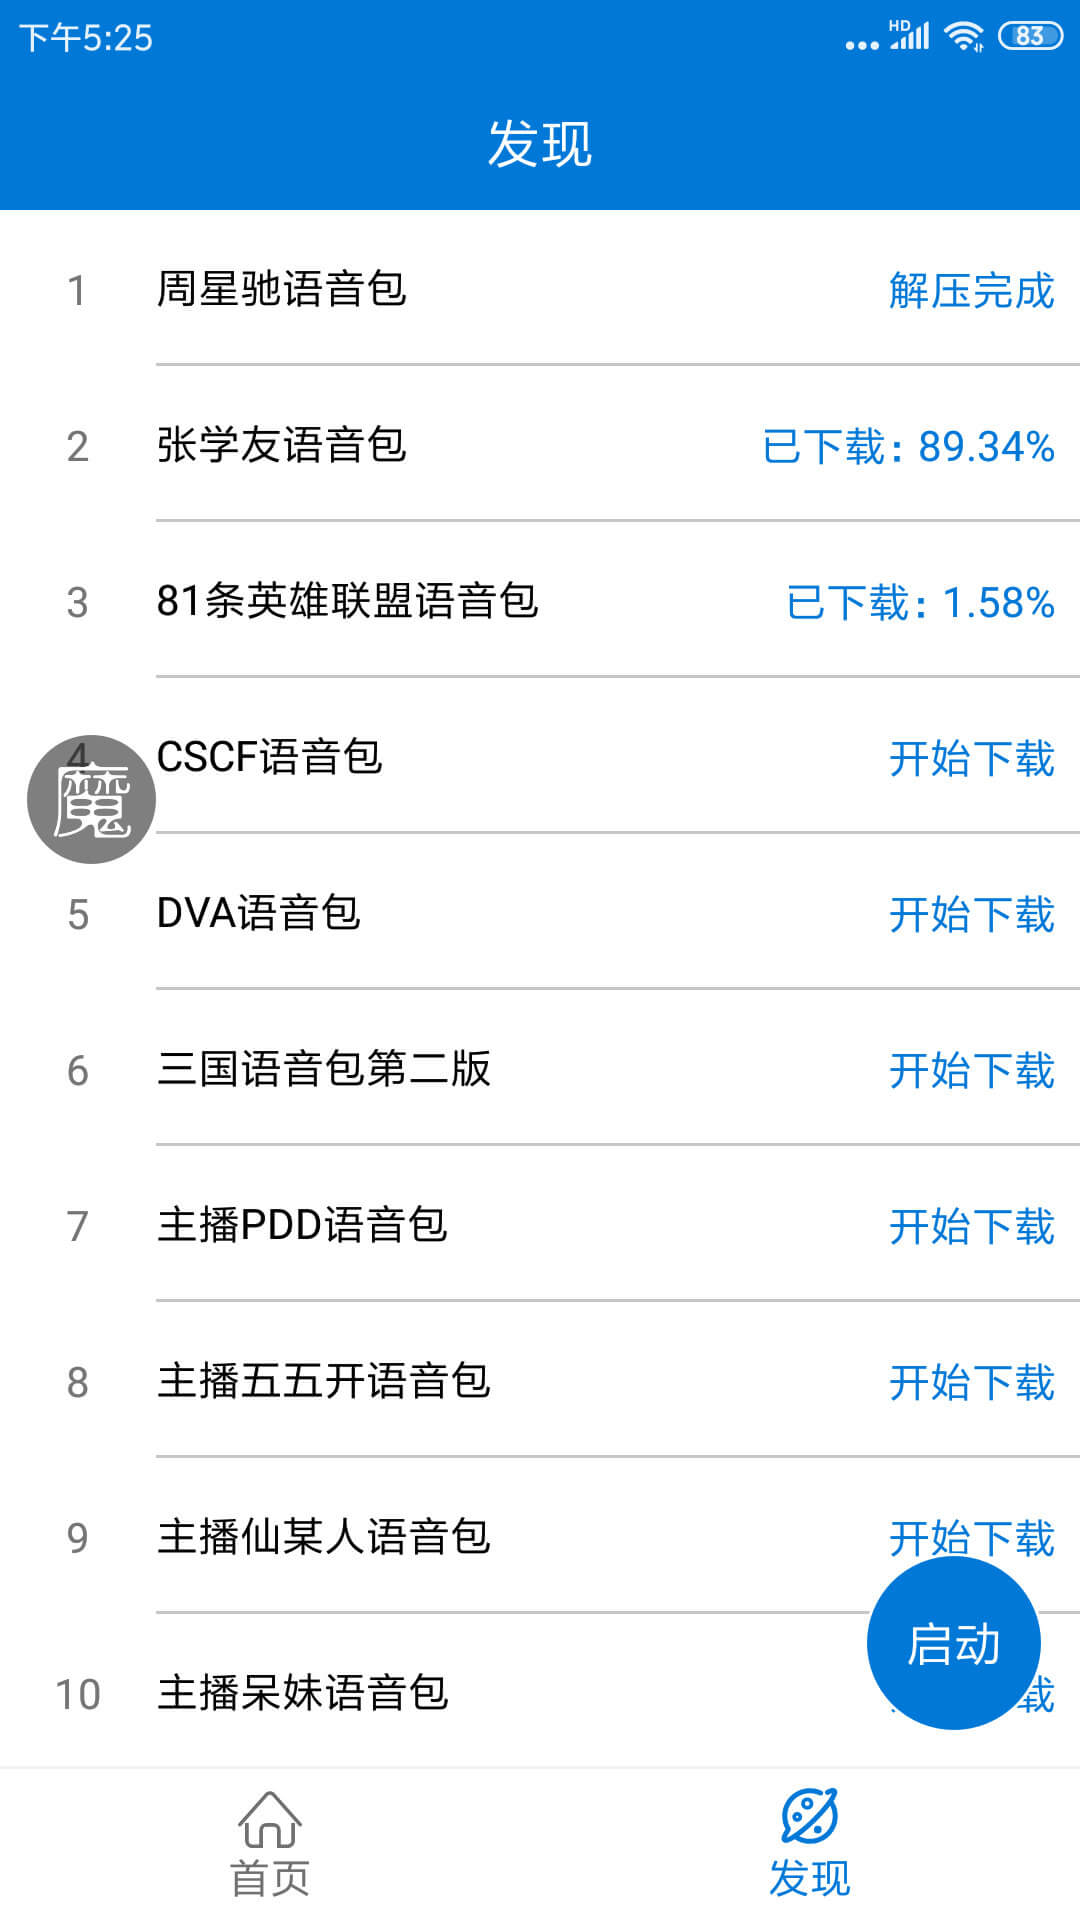 下午5:25
HD
83
发现
1 周星驰语音包 解压完成
2 张学友语音包 已下载：89.34%
3 81条英雄联盟语音包 已下载：1.58%
4 CSCF语音包 开始下载
魔
5 DVA语音包 开始下载
6 三国语音包第二版 开始下载
7 主播PDD语音包 开始下载
8 主播五五开语音包 开始下载
9 主播仙某人语音包 开始下载
启动
10 主播呆妹语音包 载
首页 发现